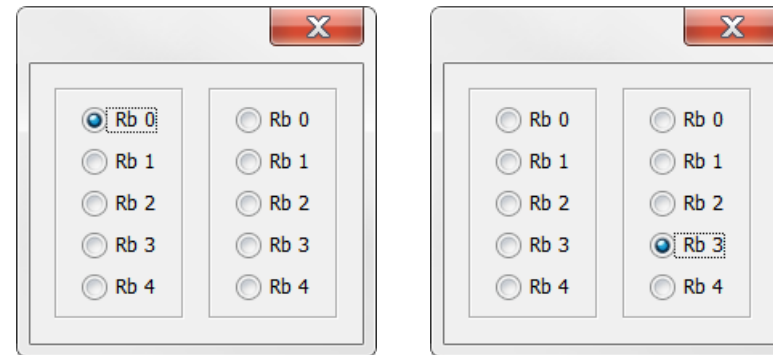 Rb 0 Rb 0 Rb 0 Rb 0
Rb 1 Rb 1 Rb 1 Rb 1
Rb 2 Rb 2 Rb 2 Rb 2
Rb 3 Rb 3 Rb 3 Rb 3
Rb 4 Rb 4 Rb 4 Rb 4